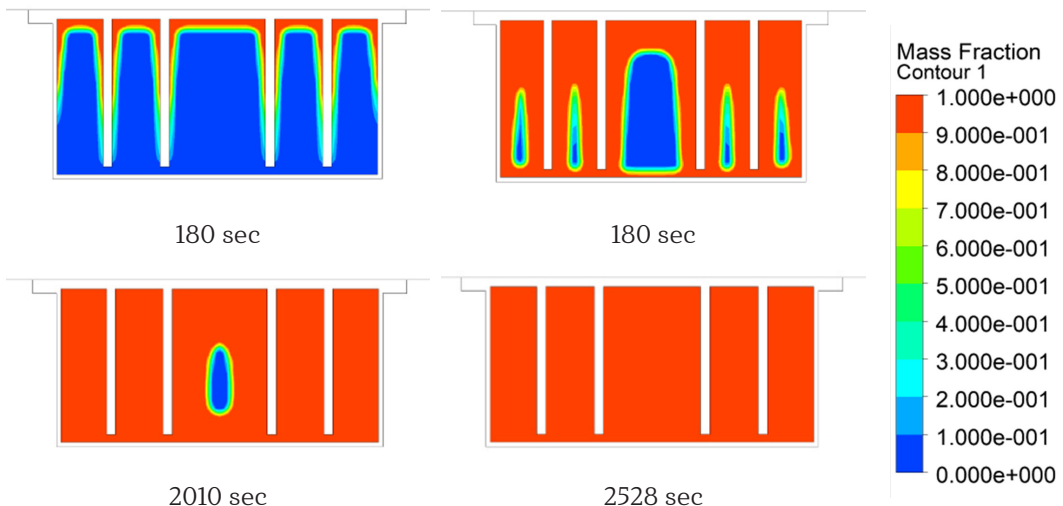 180 sec
180 sec
2010 sec
2528 sec
Mass Fraction
Contour 1
1.000e+000
9.000e-001
8.000e-001
7.000e-001
6.000e-001
5.000e-001
4.000e-001
3.000e-001
2.000e-001
1.000e-001
0.000e+000